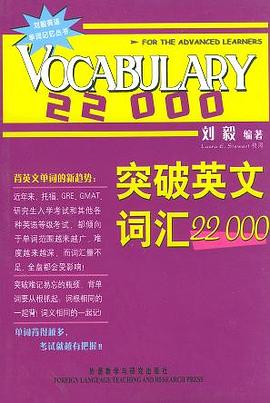 刘毅英语
单词记忆丛书
FOR THE ADVANCED LEARNERS
VOCABULARY
22 000
刘 毅 编著
Laura E. Stewart 校阅
突破英文
词汇22 000
背英文单词的新趋势:
近年来，托福、GRE、GMAT、
研究生入学考试和其他各
种英语等级考试，都倾向
于单词范围越来越广，难
度越来越深，而词汇量不
足，全盘都会受影响!
突破难记易忘的瓶颈，背单
词要从根抓起，词根相同的
一起背!词义相同的一起记!
单词背得越多，
考试就越有把握!!
外语教学与研究出版社
FOREIGN LANGUAGE TEACHING AND RESEARCH PRESS